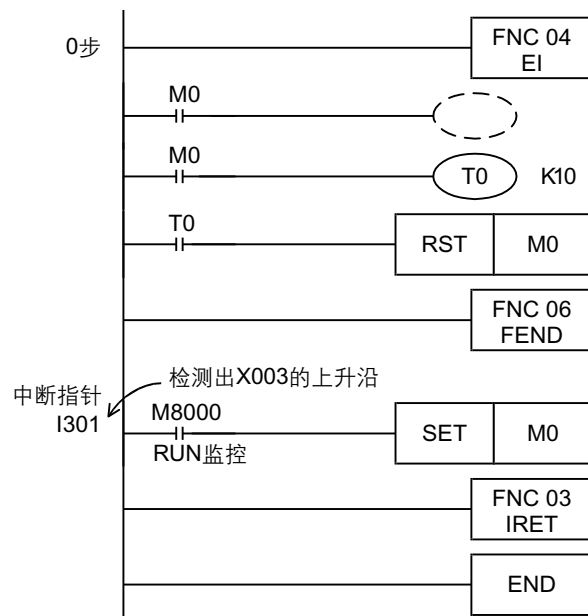 0步
FNC 04
EI
M0
M0
T0 K10
T0
RST M0
FNC 06
FEND
检测出X003的上升沿
中断指针
I301
M8000
SET M0
RUN监控
FNC 03
IRET
END